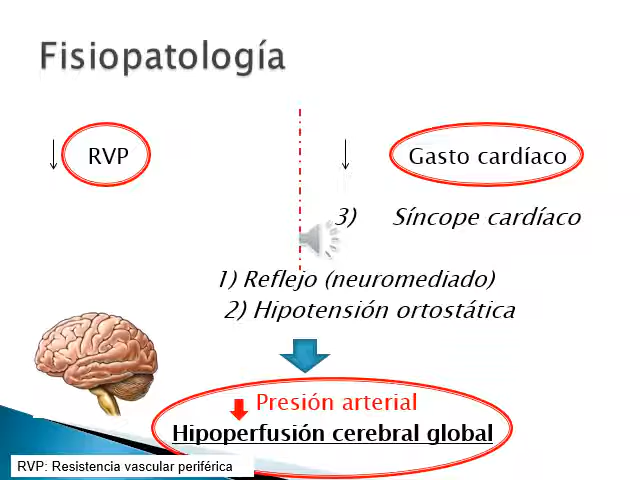 Fisiopatología
RVP
Gasto cardíaco
3) Síncope cardíaco
1) Reflejo (neuromediado)
2) Hipotensión ortostática
Presión arterial
Hipoperfusión cerebral global
RVP: Resistencia vascular periférica